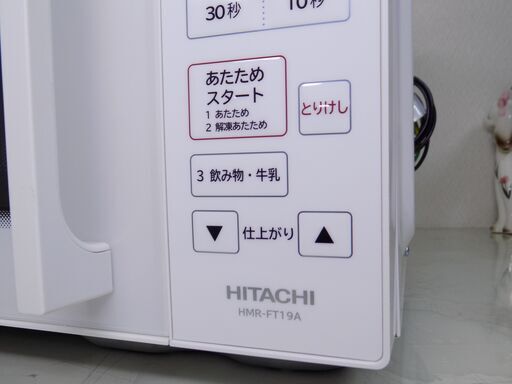 30秒
10秒
あたため
スタート
1 あたため
2 解凍あたため
とりけし
3 飲み物・牛乳
▼ 仕上がり ▲
HITACHI
HMR-FT19A